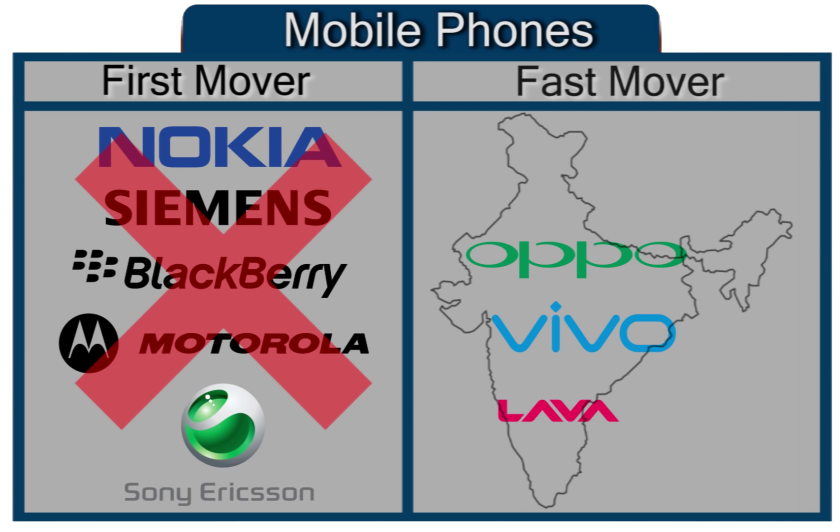 Mobile Phones
First Mover
Fast Mover
NOKIA
SIEMENS
BlackBerry
MOTOROLA
Sony Ericsson
oppo
vivo
LAVA